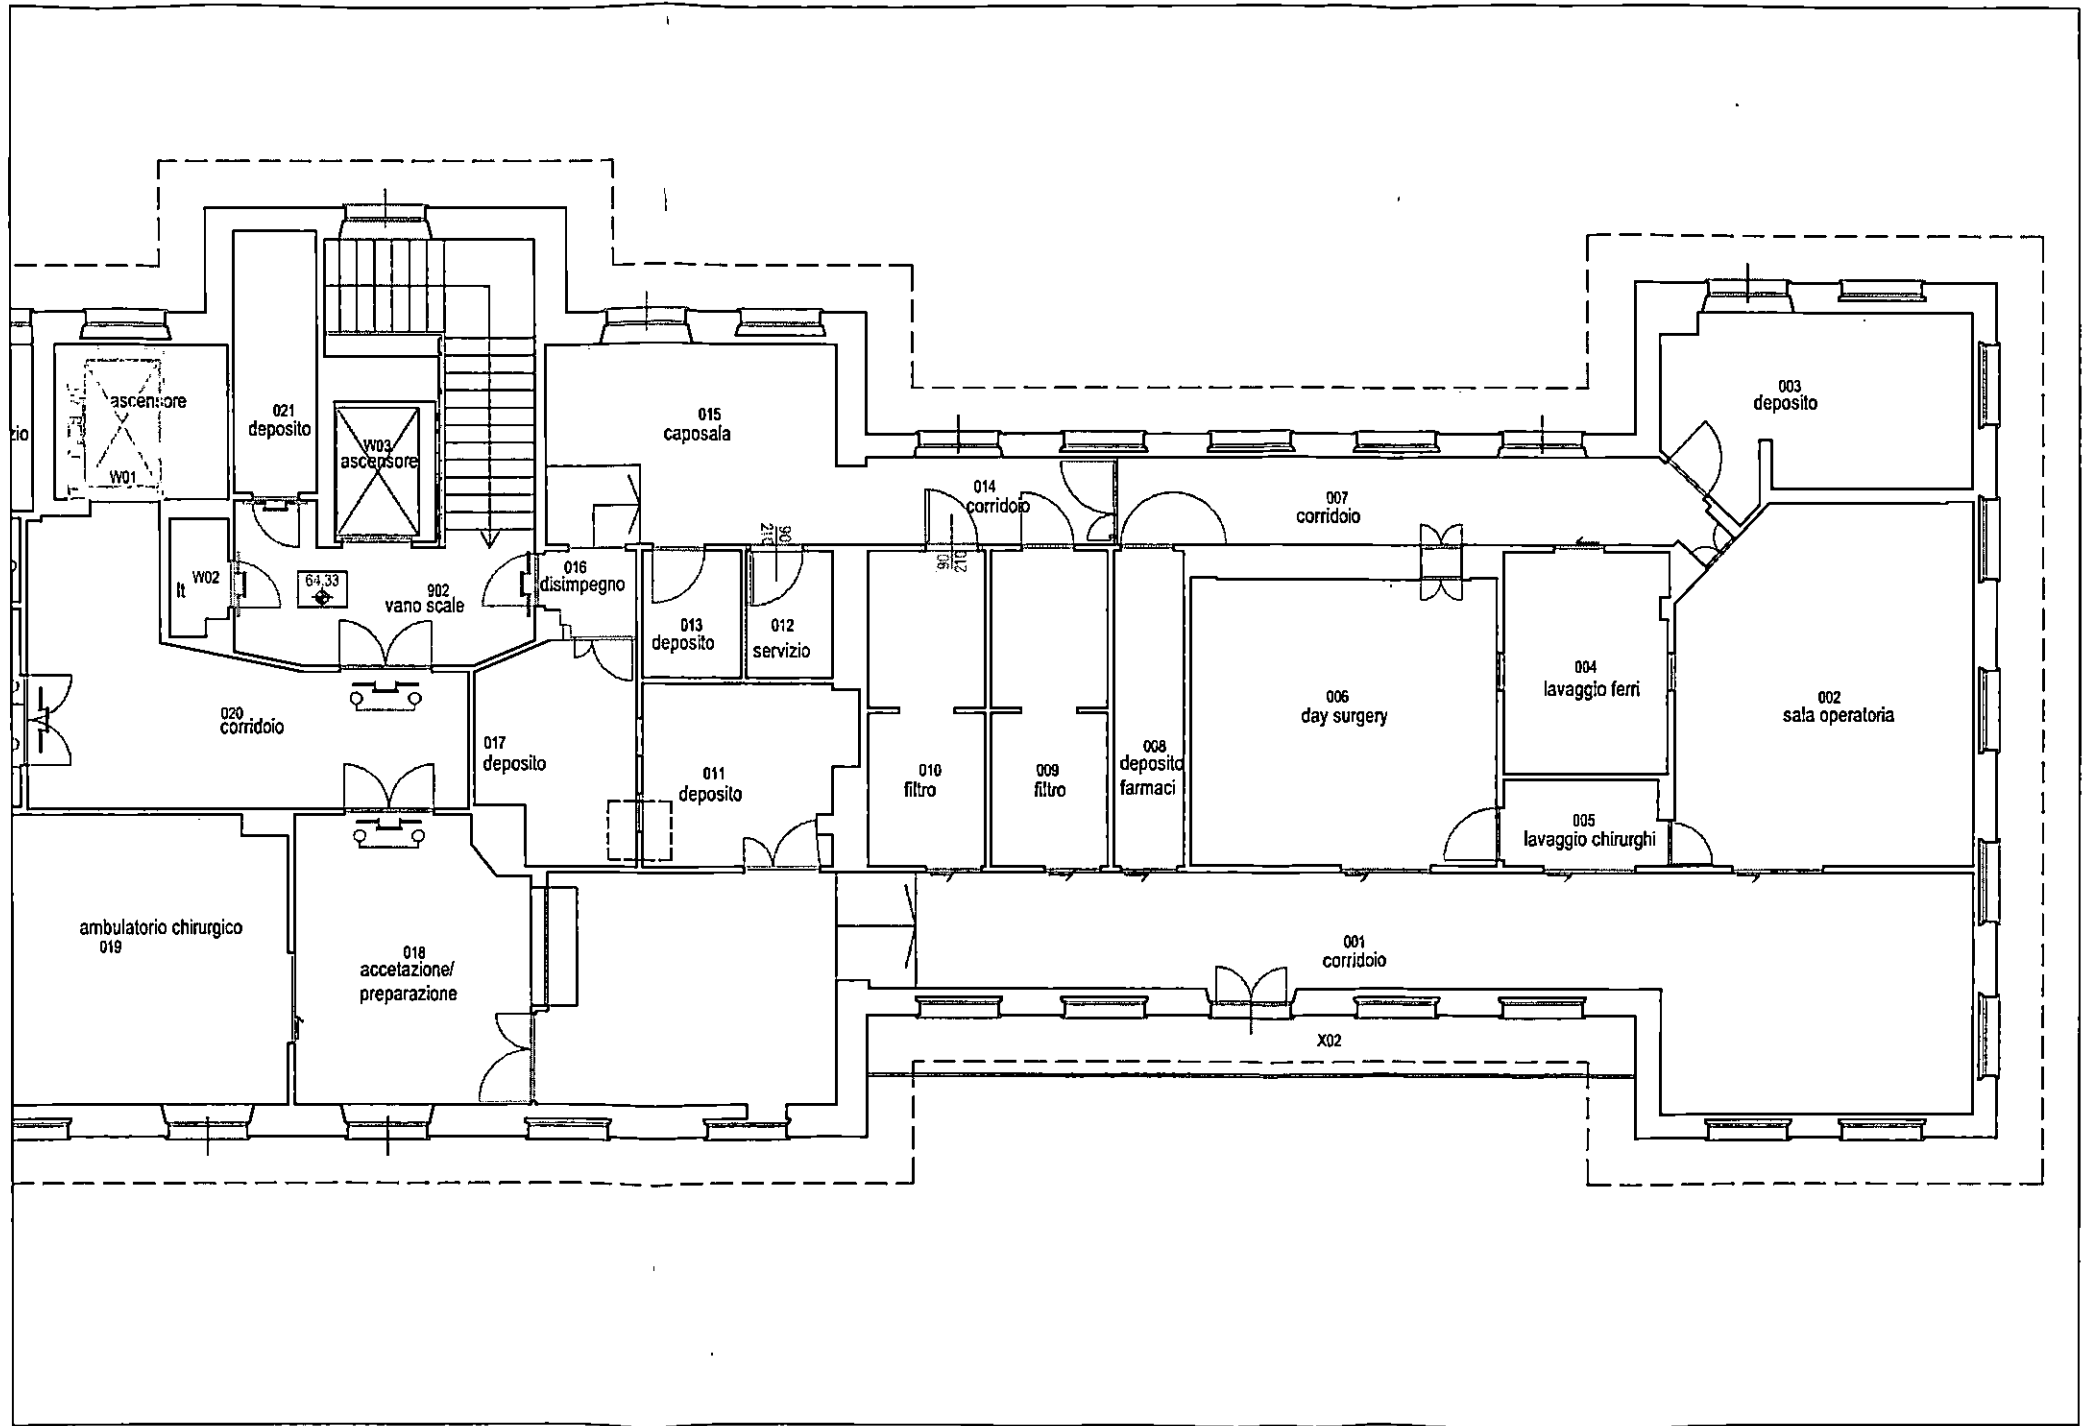 003
deposito
ascensore
021
deposito
015
caposala
zio
W03
ascensore
W01
014
corridoio
007
corridoio
210
90
90
210
W02
lt
64,33
902
vano scale
016
disimpegno
013
deposito
012
servizio
004
lavaggio ferri
006
day surgery
002
sala operatoria
020
corridoio
017
deposito
011
deposito
010
filtro
009
filtro
008
deposito
farmaci
005
lavaggio chirurghi
ambulatorio chirurgico
019
018
accetazione/
preparazione
001
corridoio
X02